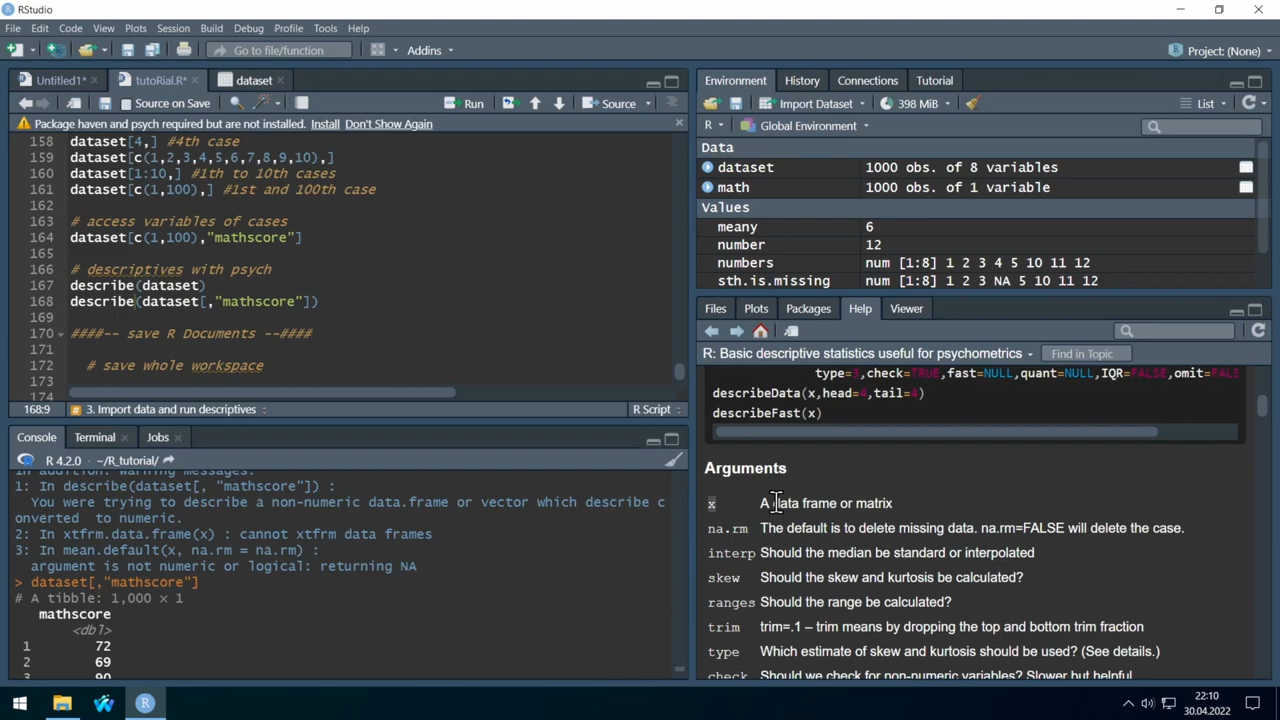 RStudio
File Edit Code View Plots Session Build Debug Profile Tools Help
Go to file/function
Addins
Project: (None)
Untitled1*
tutoRial.R*
dataset
Source on Save
Run
Source
Package haven and psych required but are not installed. Install Don't Show Again
158 dataset[4,] #4th case
159 dataset[c(1,2,3,4,5,6,7,8,9,10),]
160 dataset[1:10,] #1th to 10th cases
161 dataset[c(1,100),] #1st and 100th case
162
163 # access variables of cases
164 dataset[c(1,100),"mathscore"]
165
166 # descriptives with psych
167 describe(dataset)
168 describe(dataset[,"mathscore"])
169
170 ####-- save R Documents --####
171
172 # save whole workspace
173
174
168:9 3. Import data and run descriptives R Script
Console Terminal Jobs
R 4.2.0 · ~/R_tutorial/
In addition: warning messages:
1: In describe(dataset[, "mathscore"]) :
You were trying to describe a non-numeric data.frame or vector which describe c
onverted to numeric.
2: In xtfrm.data.frame(x) : cannot xtfrm data frames
3: In mean.default(x, na.rm = na.rm) :
argument is not numeric or logical: returning NA
> dataset[,"mathscore"]
# A tibble: 1,000 × 1
mathscore
<dbl>
1 72
2 69
3 90
Environment History Connections Tutorial
Import Dataset
398 MiB
List
R
Global Environment
Data
dataset 1000 obs. of 8 variables
math 1000 obs. of 1 variable
Values
meany 6
number 12
numbers num [1:8] 1 2 3 4 5 10 11 12
sth.is.missing num [1:8] 1 2 3 NA 5 10 11 12
Files Plots Packages Help Viewer
R: Basic descriptive statistics useful for psychometrics
Find in Topic
type=3,check=TRUE,fast=NULL,quant=NULL,IQR=FALSE,omit=FALS
describeData(x,head=4,tail=4)
describeFast(x)
Arguments
x A data frame or matrix
na.rm The default is to delete missing data. na.rm=FALSE will delete the case.
interp Should the median be standard or interpolated
skew Should the skew and kurtosis be calculated?
ranges Should the range be calculated?
trim trim=.1 – trim means by dropping the top and bottom trim fraction
type Which estimate of skew and kurtosis should be used? (See details.)
check Should we check for non-numeric variables? Slower but helpful.
22:10
30.04.2022